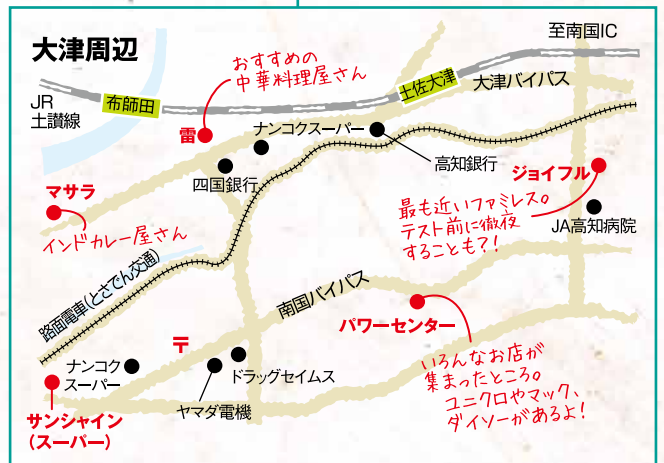 大津周辺
至南国IC
おすすめの
中華料理屋さん
土佐大津
大津バイパス
JR
土讃線
布師田
雷
ナンコクスーパー
高知銀行
四国銀行
ジョイフル
マサラ
インドカレー屋さん
最も近いファミレス。
テスト前に徹夜
することも?!
JA高知病院
路面電車(とさでん交通)
南国バイパス
パワーセンター
〒
ナンコク
スーパー
ドラッグセイムス
ヤマダ電機
いろんなお店が
集まったところ。
ユニクロやマック、
ダイソーがあるよ!
サンシャイン
(スーパー)